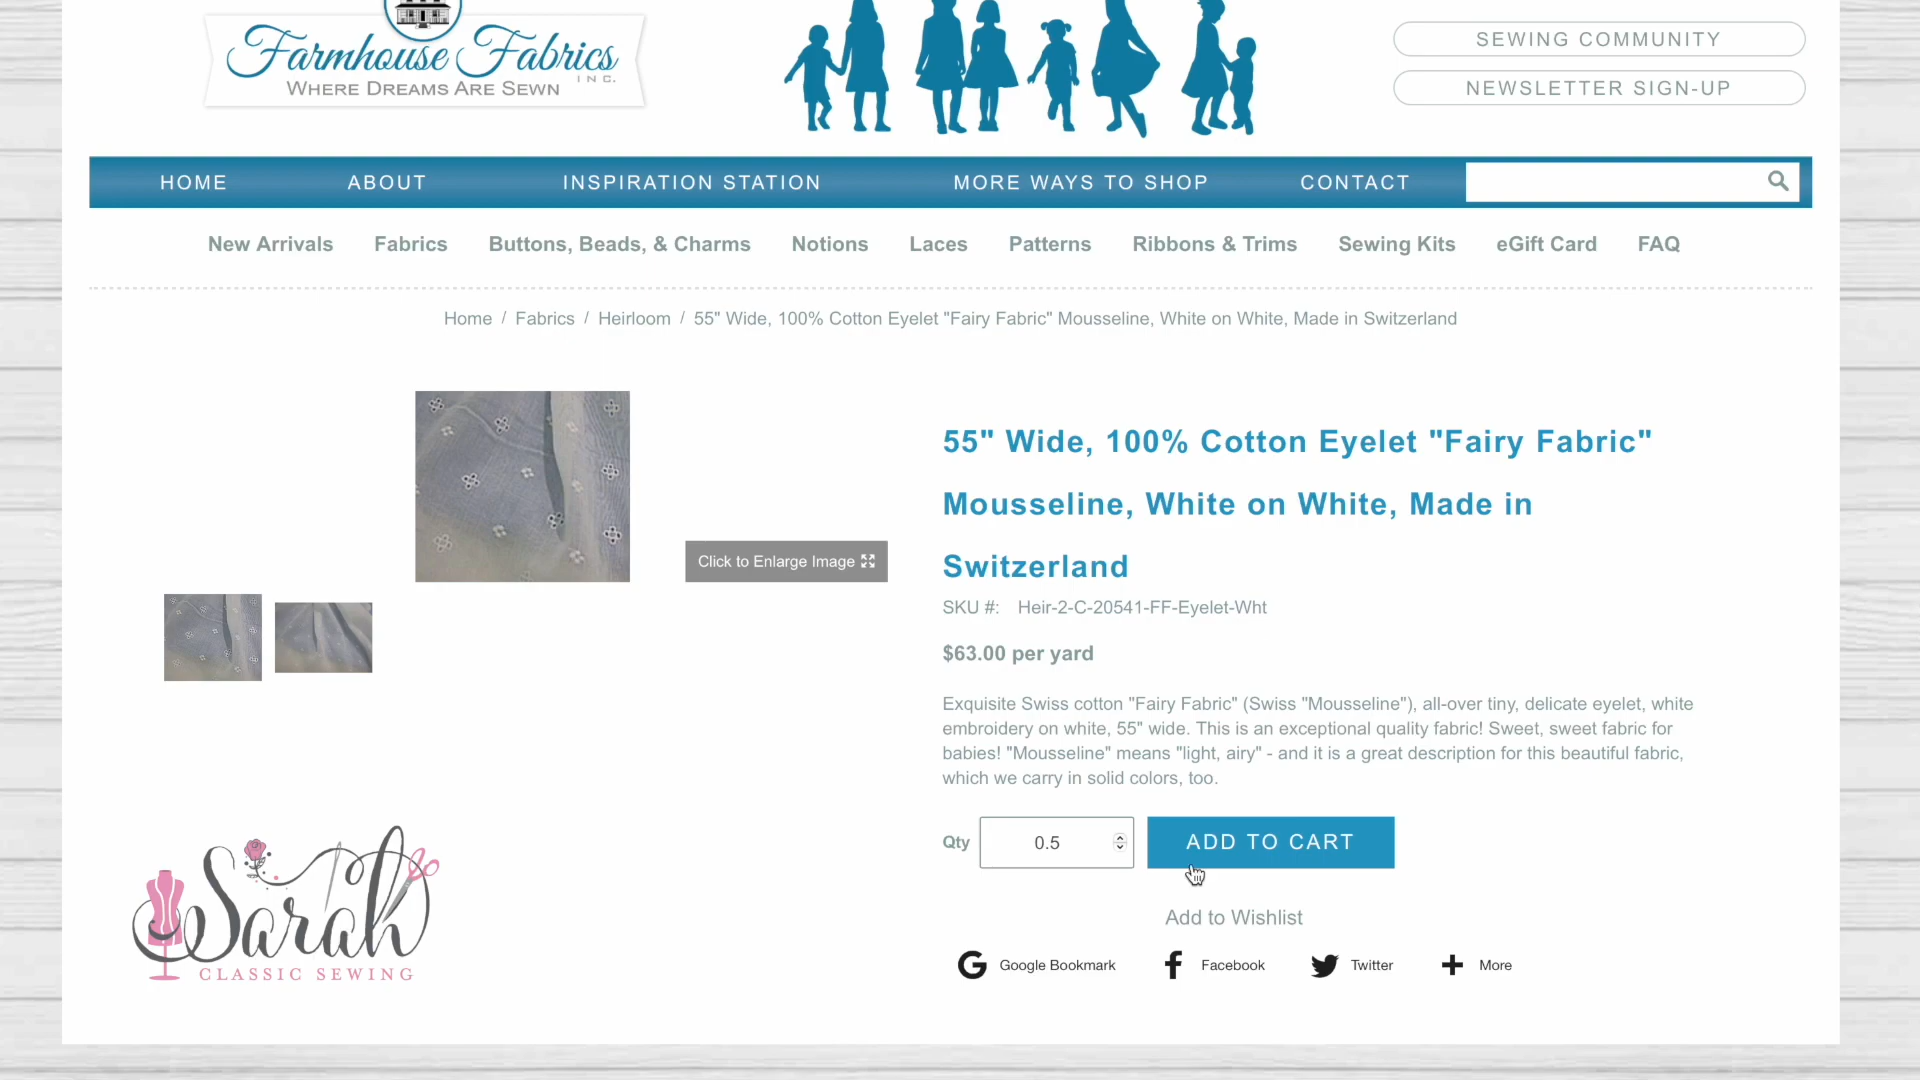 Farmhouse Fabrics
INC.
WHERE DREAMS ARE SEWN
SEWING COMMUNITY
NEWSLETTER SIGN-UP
HOME ABOUT INSPIRATION STATION MORE WAYS TO SHOP CONTACT
New Arrivals Fabrics Buttons, Beads, & Charms Notions Laces Patterns Ribbons & Trims Sewing Kits eGift Card FAQ
Home / Fabrics / Heirloom / 55" Wide, 100% Cotton Eyelet "Fairy Fabric" Mousseline, White on White, Made in Switzerland
Click to Enlarge Image
55" Wide, 100% Cotton Eyelet "Fairy Fabric"
Mousseline, White on White, Made in
Switzerland
SKU #: Heir-2-C-20541-FF-Eyelet-Wht
$63.00 per yard
Exquisite Swiss cotton "Fairy Fabric" (Swiss "Mousseline"), all-over tiny, delicate eyelet, white
embroidery on white, 55" wide. This is an exceptional quality fabric! Sweet, sweet fabric for
babies! "Mousseline" means "light, airy" - and it is a great description for this beautiful fabric,
which we carry in solid colors, too.
Qty 0.5 ADD TO CART
Add to Wishlist
Google Bookmark Facebook Twitter More
Sarah
CLASSIC SEWING